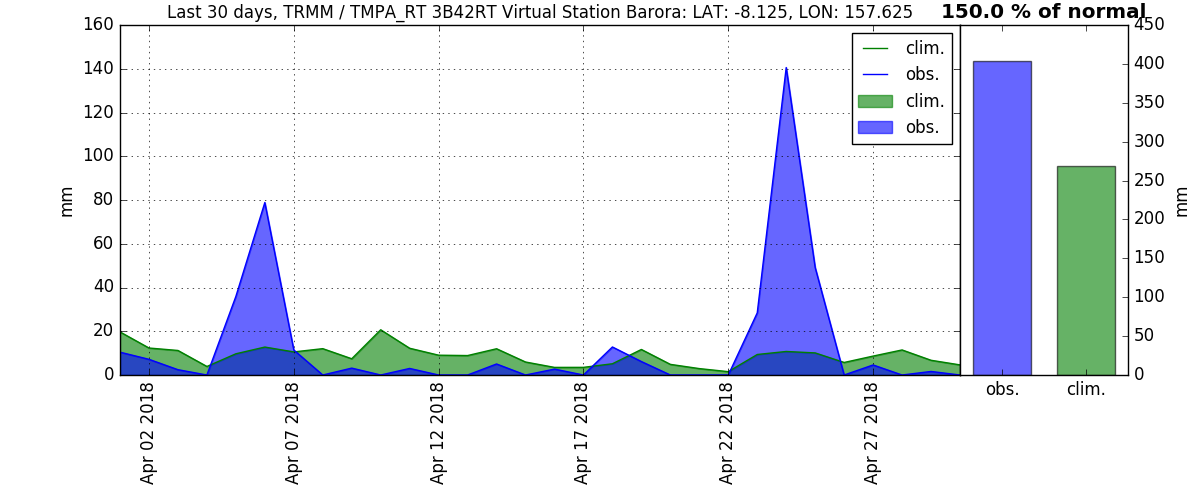 Last 30 days, TRMM / TMPA_RT 3B42RT Virtual Station Barora: LAT: -8.125, LON: 157.625
150.0 % of normal
160
140
120
100
80
60
40
20
0
mm
Apr 02 2018
Apr 07 2018
Apr 12 2018
Apr 17 2018
Apr 22 2018
Apr 27 2018
clim.
obs.
clim.
obs.
450
400
350
300
250
200
150
100
50
0
mm
obs.
clim.